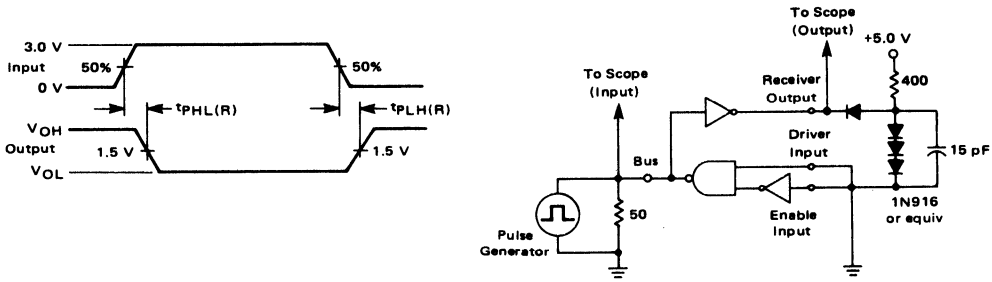 3.0 V
Input
50%
50%
0 V
tPHL(R)
tPLH(R)
VOH
Output
1.5 V
1.5 V
VOL
To Scope
(Output)
+5.0 V
To Scope
(Input)
Receiver
Output
400
Driver
Input
15 pF
Bus
50
Enable
Input
1N916
or equiv
Pulse
Generator